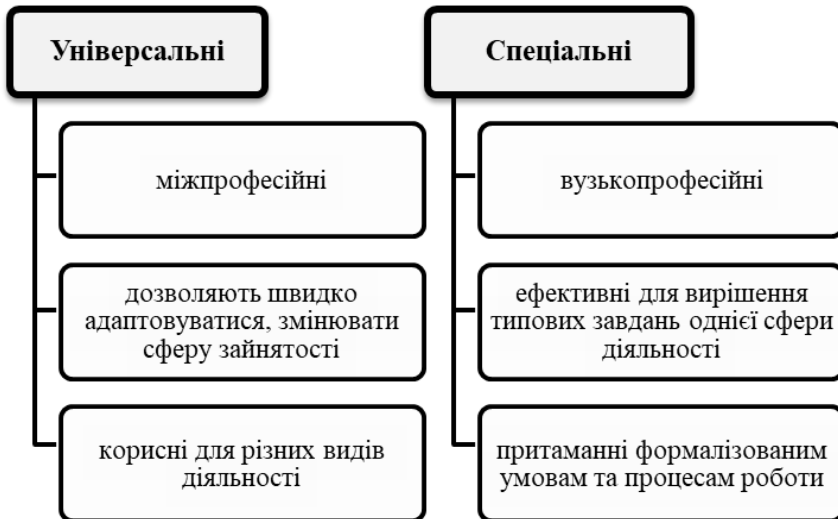 Універсальні
міжпрофесійні
дозволяють швидко
адаптовуватися, змінювати
сферу зайнятості
корисні для різних видів
діяльності
Спеціальні
вузькопрофесійні
ефективні для вирішення
типових завдань однієї сфери
діяльності
притаманні формалізованим
умовам та процесам роботи